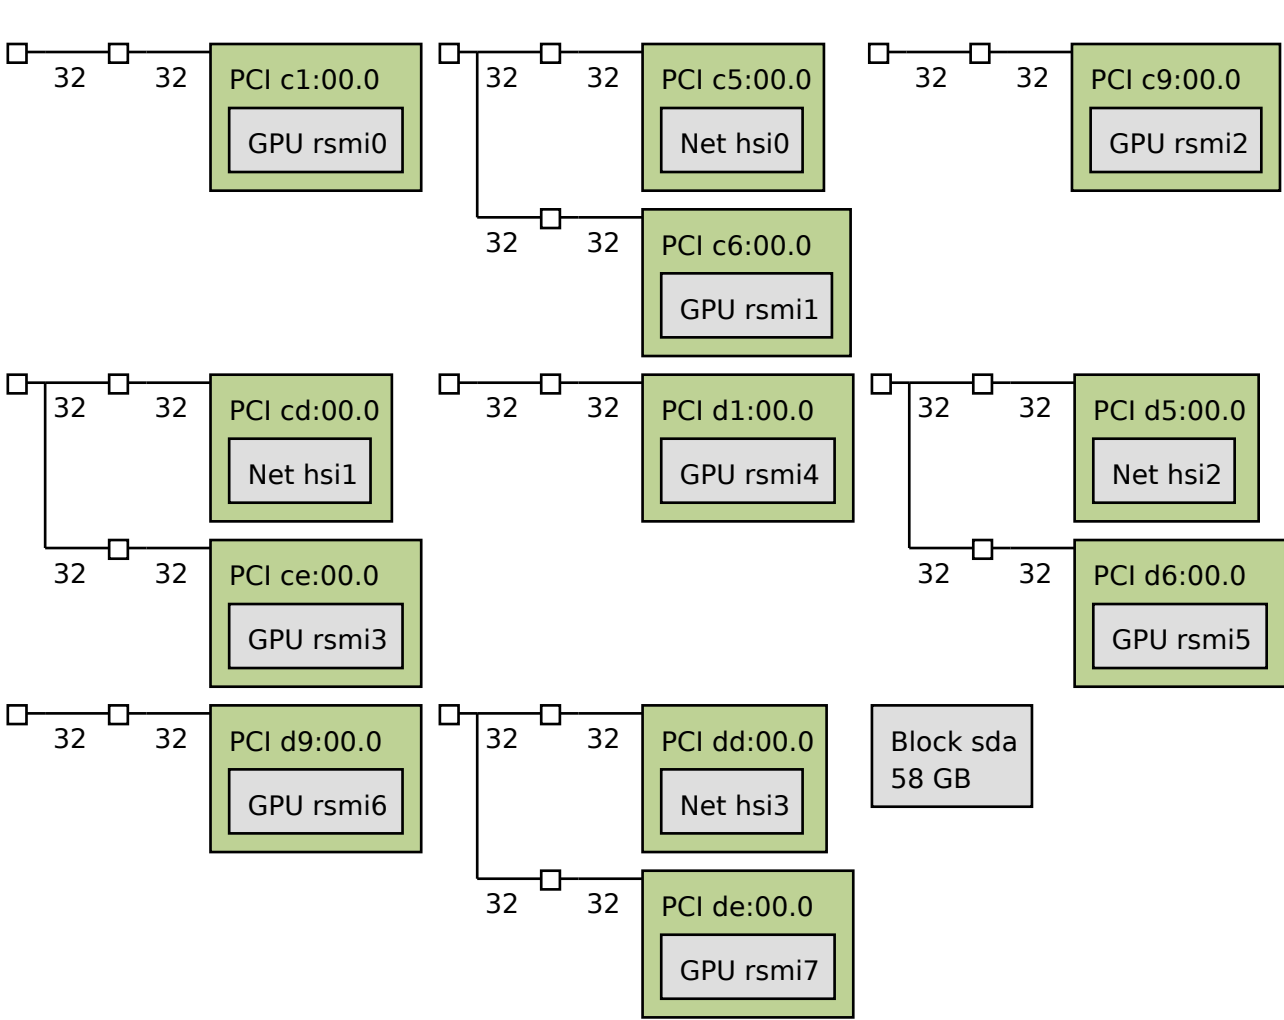 32 32 PCI c1:00.0
GPU rsmi0
32 32 PCI c5:00.0
Net hsi0
32 32 PCI c6:00.0
GPU rsmi1
32 32 PCI c9:00.0
GPU rsmi2
32 32 PCI cd:00.0
Net hsi1
32 32 PCI ce:00.0
GPU rsmi3
32 32 PCI d1:00.0
GPU rsmi4
32 32 PCI d5:00.0
Net hsi2
32 32 PCI d6:00.0
GPU rsmi5
32 32 PCI d9:00.0
GPU rsmi6
32 32 PCI dd:00.0
Net hsi3
32 32 PCI de:00.0
GPU rsmi7
Block sda
58 GB